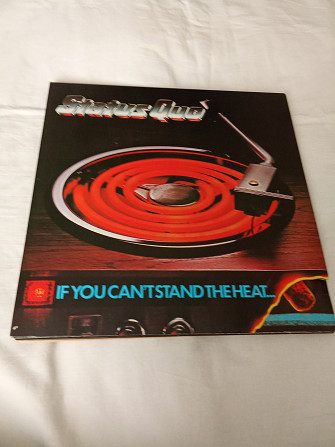 Status Quo
IF YOU CAN'T STAND THE HEAT...